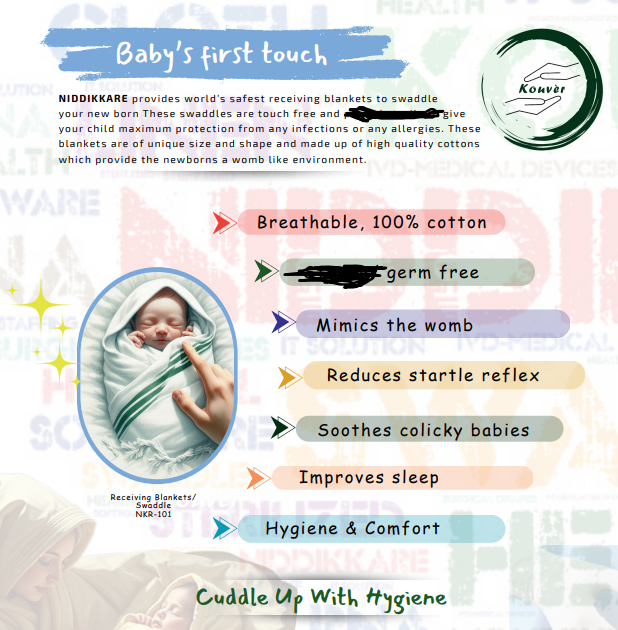 Baby's first touch
Kouvèr
NIDDIKKARE provides world's safest receiving blankets to swaddle
your new born These swaddles are touch free and give
your child maximum protection from any infections or any allergies. These
blankets are of unique size and shape and made up of high quality cottons
which provide the newborns a womb like environment.
Breathable, 100% cotton
germ free
Mimics the womb
Reduces startle reflex
Soothes colicky babies
Improves sleep
Hygiene & Comfort
Receiving Blankets/
Swaddle
NKR-101
Cuddle Up With Hygiene